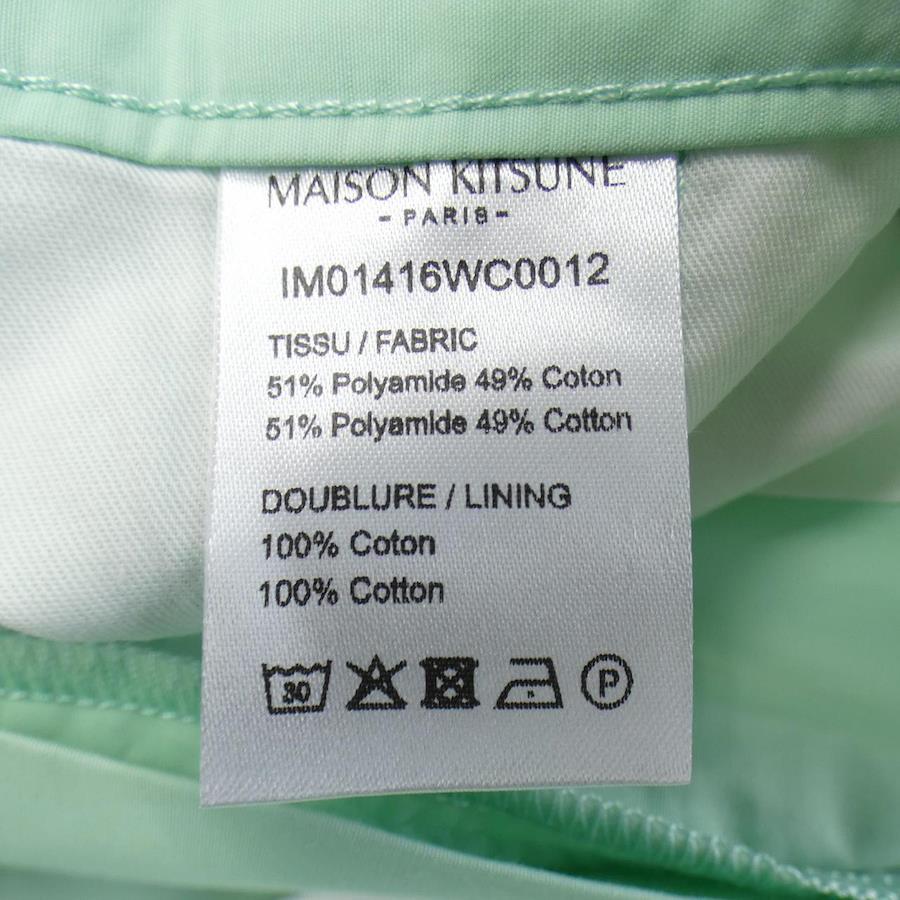 MAISON KITSUNE
- PARIS -
IM01416WC0012
TISSU / FABRIC
51% Polyamide 49% Coton
51% Polyamide 49% Cotton
DOUBLURE / LINING
100% Coton
100% Cotton
30
P